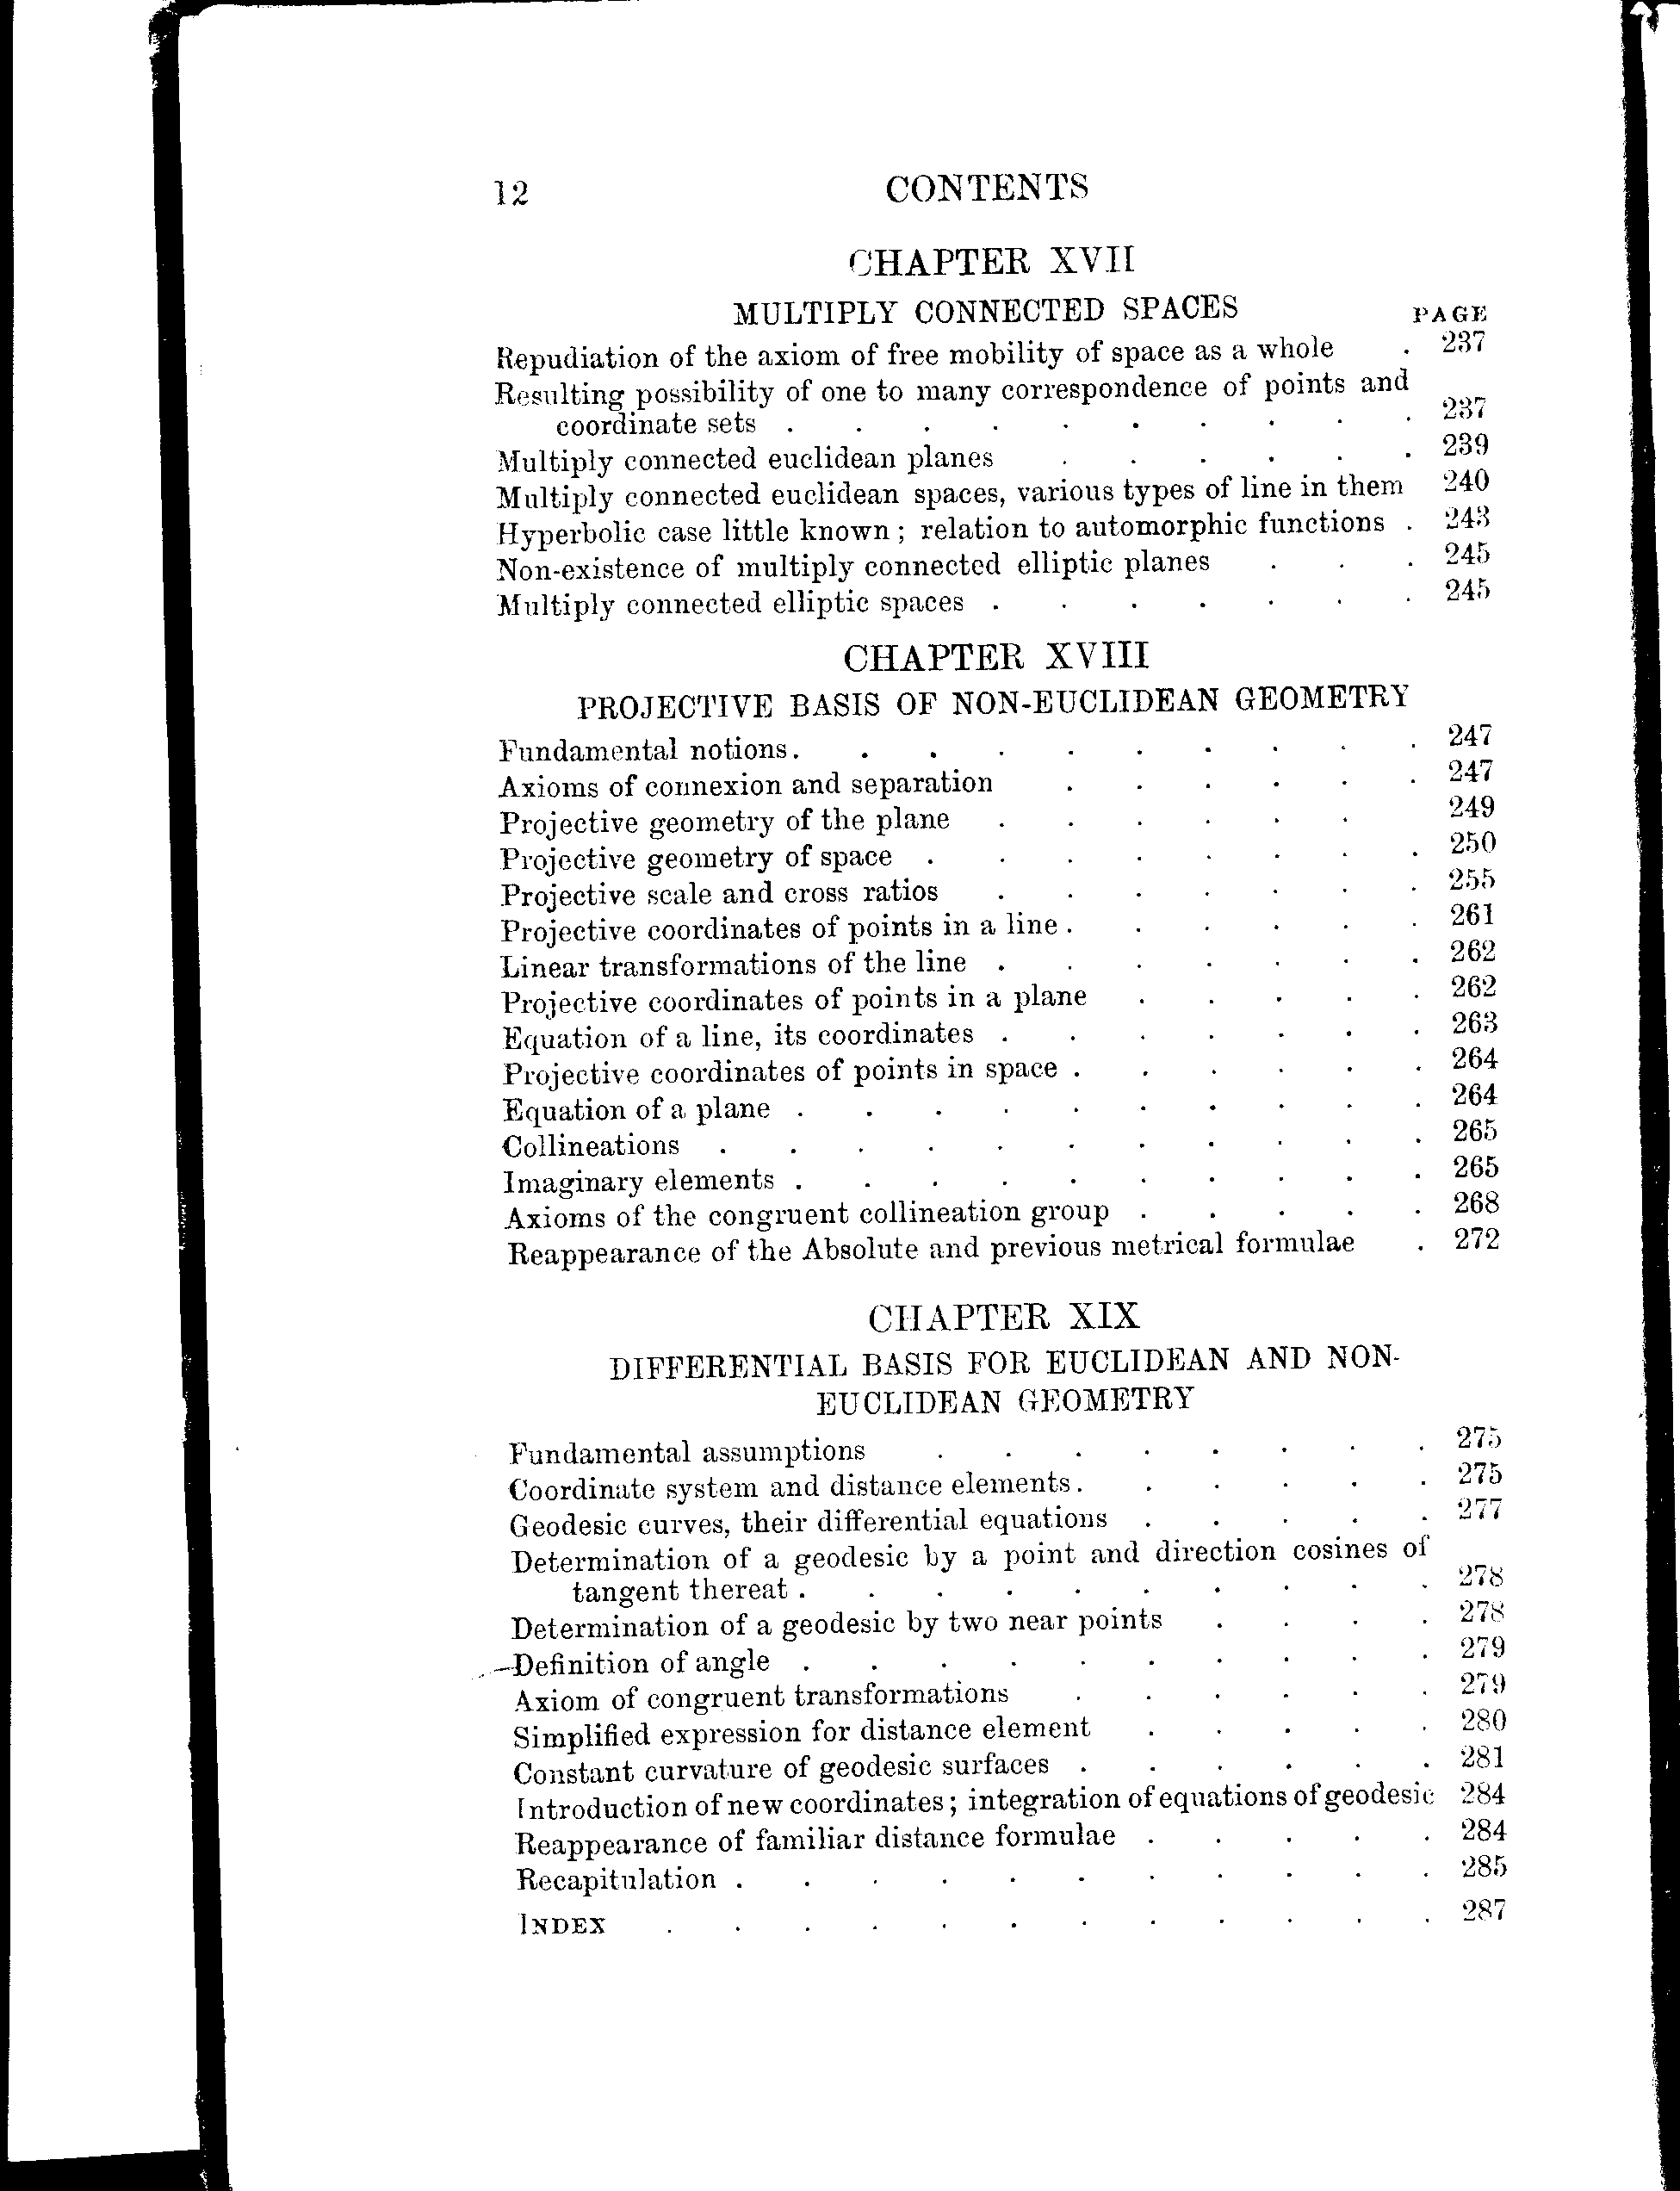 12 CONTENTS
CHAPTER XVII
MULTIPLY CONNECTED SPACES
PAGE
Repudiation of the axiom of free mobility of space as a whole . 237
Resulting possibility of one to many correspondence of points and
coordinate sets . . . . . . . . . . 237
Multiply connected euclidean planes . . . . . . 239
Multiply connected euclidean spaces, various types of line in them 240
Hyperbolic case little known ; relation to automorphic functions . 243
Non-existence of multiply connected elliptic planes . . . 245
Multiply connected elliptic spaces . . . . . . . 245
CHAPTER XVIII
PROJECTIVE BASIS OF NON-EUCLIDEAN GEOMETRY
Fundamental notions. . . . . . . . . . 247
Axioms of connexion and separation . . . . . . 247
Projective geometry of the plane . . . . . . 249
Projective geometry of space . . . . . . . . 250
Projective scale and cross ratios . . . . . . . 255
Projective coordinates of points in a line . . . . . . 261
Linear transformations of the line . . . . . . . 262
Projective coordinates of points in a plane . . . . . 262
Equation of a line, its coordinates . . . . . . . 263
Projective coordinates of points in space . . . . . . 264
Equation of a plane . . . . . . . . . . 264
Collineations . . . . . . . . . . . 265
Imaginary elements . . . . . . . . . . 265
Axioms of the congruent collineation group . . . . . 268
Reappearance of the Absolute and previous metrical formulae . 272
CHAPTER XIX
DIFFERENTIAL BASIS FOR EUCLIDEAN AND NON-
EUCLIDEAN GEOMETRY
Fundamental assumptions . . . . . . . . 275
Coordinate system and distance elements . . . . . . 275
Geodesic curves, their differential equations . . . . . 277
Determination of a geodesic by a point and direction cosines of
tangent thereat . . . . . . . . . . 278
Determination of a geodesic by two near points . . . . 278
Definition of angle . . . . . . . . . . 279
Axiom of congruent transformations . . . . . . 279
Simplified expression for distance element . . . . . 280
Constant curvature of geodesic surfaces . . . . . . 281
Introduction of new coordinates ; integration of equations of geodesic 284
Reappearance of familiar distance formulae . . . . . 284
Recapitulation . . . . . . . . . . . 285
INDEX . . . . . . . . . . . . 287